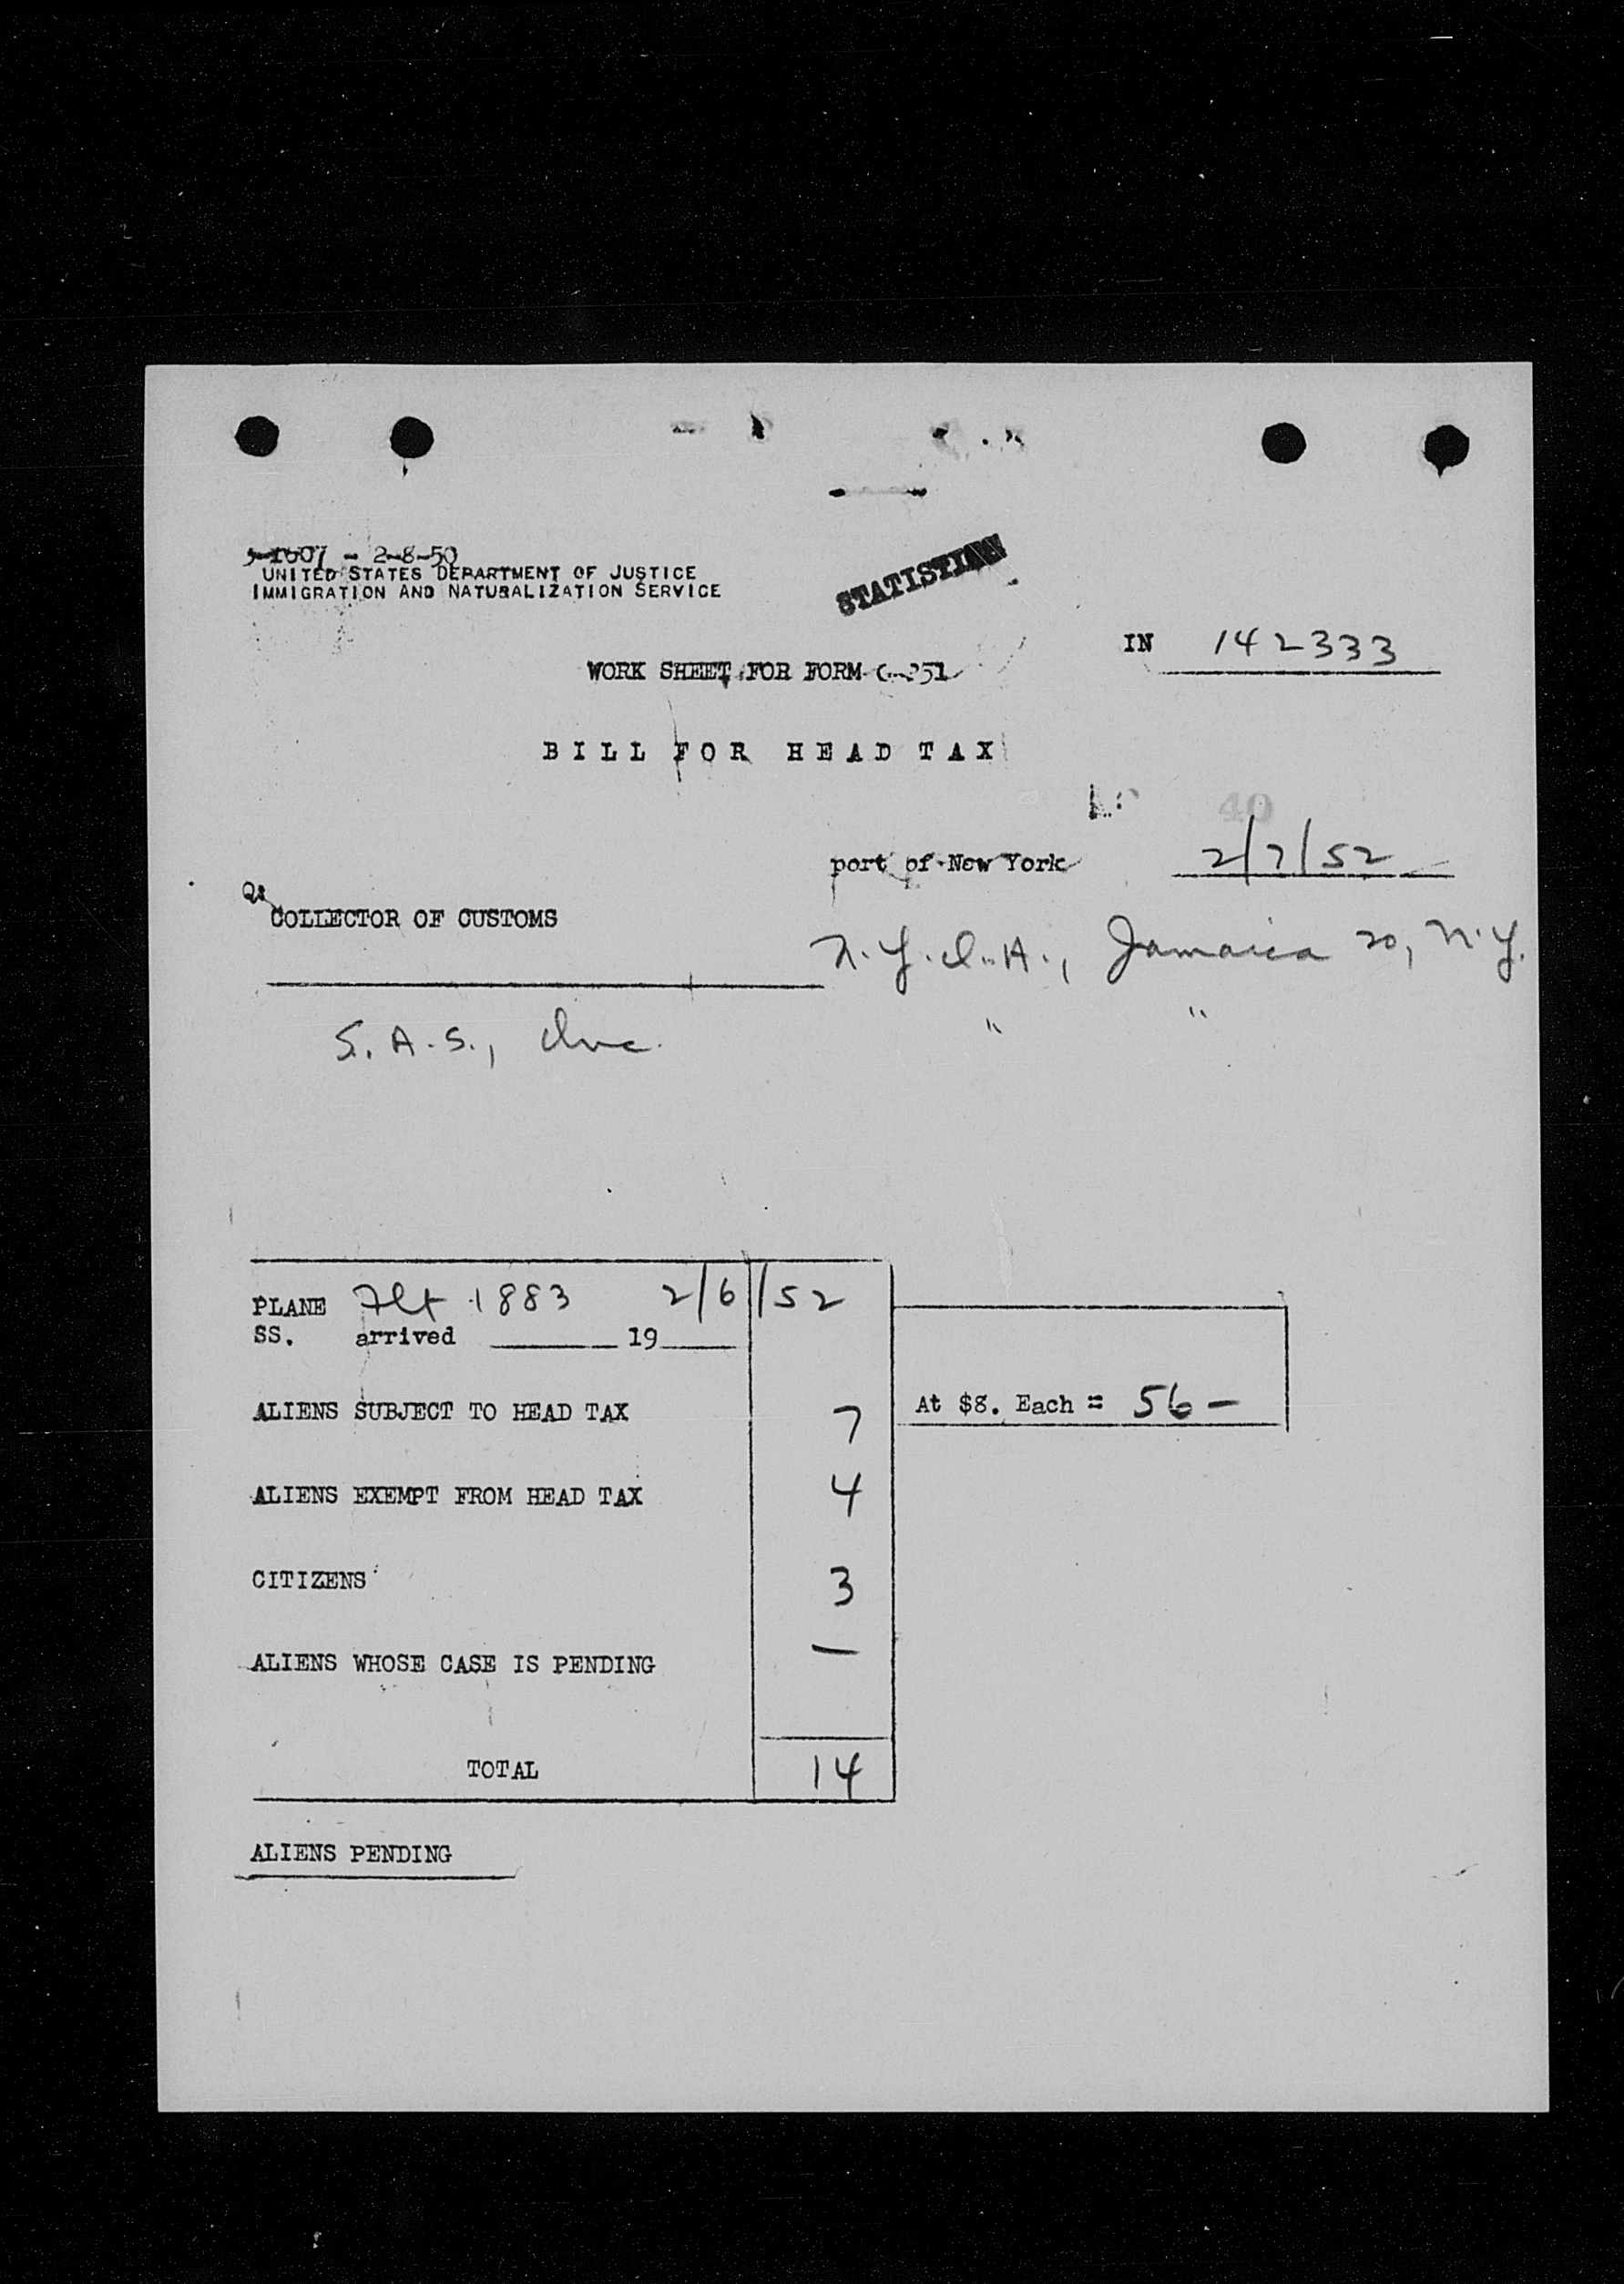 - 2-8-50
UNITED STATES DEPARTMENT OF JUSTICE
IMMIGRATION AND NATURALIZATION SERVICE
IN 142333
WORK SHEET FOR FORM
BILL FOR HEAD TAX
40
port of New York 2/7/52
COLLECTOR OF CUSTOMS
N.Y.I.A., Jamaica 20, N.Y.
S.A.S., Inc. " "
PLANE Flt 1883 2/6/52
SS. arrived 19
ALIENS SUBJECT TO HEAD TAX 7 At $8. Each = 56 -
ALIENS EXEMPT FROM HEAD TAX 4
CITIZENS 3
ALIENS WHOSE CASE IS PENDING —
TOTAL 14
ALIENS PENDING